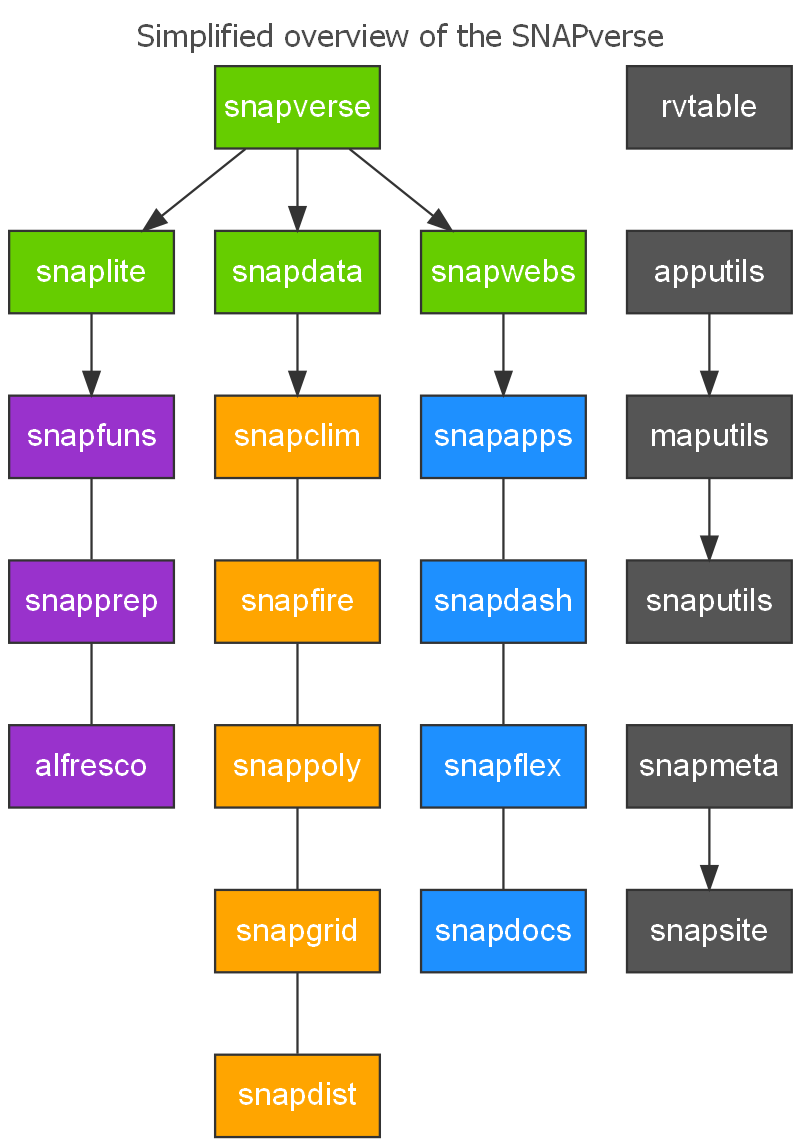 Simplified overview of the SNAPverse
snapverse
rvtable
snaplite
snapdata
snapwebs
apputils
snapfuns
snapclim
snapapps
maputils
snapprep
snapfire
snapdash
snaputils
alfresco
snappoly
snapflex
snapmeta
snapgrid
snapdocs
snapsite
snapdist